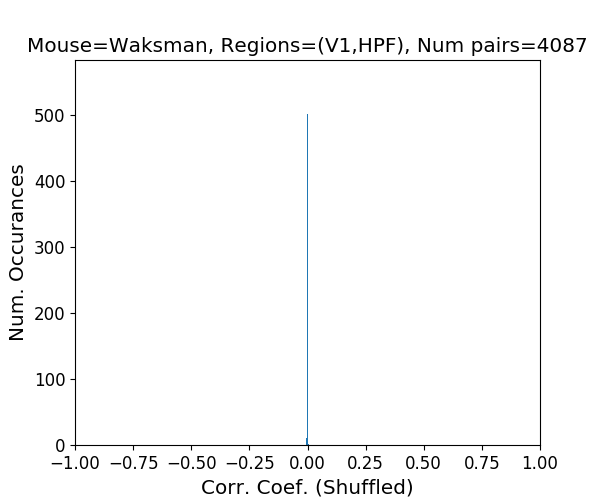 Mouse=Waksman, Regions=(V1,HPF), Num pairs=4087
500
400
300
200
100
0
Num. Occurances
−1.00 −0.75 −0.50 −0.25 0.00 0.25 0.50 0.75 1.00
Corr. Coef. (Shuffled)